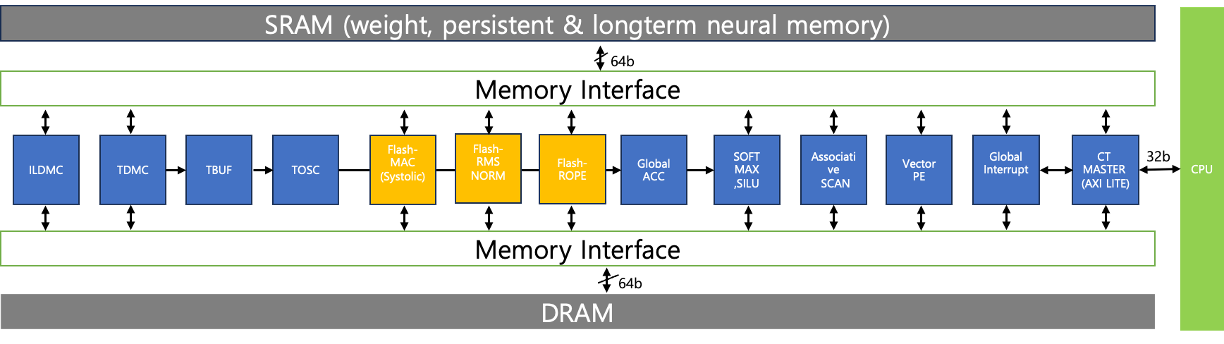 SRAM (weight, persistent & longterm neural memory)
64b
Memory Interface
ILDMC
TDMC
TBUF
TOSC
Flash-
MAC
(Systolic)
Flash-
RMS
NORM
Flash-
ROPE
Global
ACC
SOFT
MAX
,SILU
Associati
ve
SCAN
Vector
PE
Global
Interrupt
CT
MASTER
(AXI LITE)
32b
CPU
Memory Interface
64b
DRAM